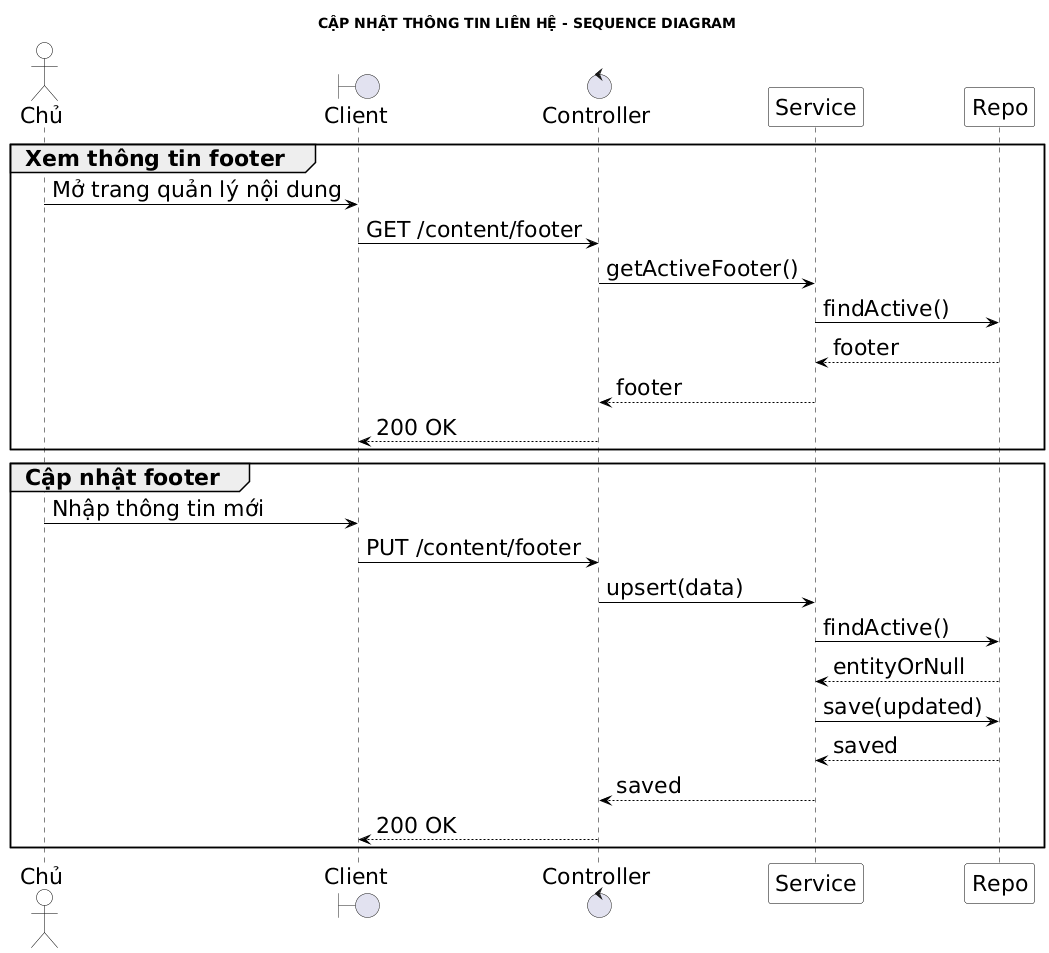 CẬP NHẬT THÔNG TIN LIÊN HỆ - SEQUENCE DIAGRAM
Chủ
Client
Controller
Service
Repo
Xem thông tin footer
Mở trang quản lý nội dung
GET /content/footer
getActiveFooter()
findActive()
footer
footer
200 OK
Cập nhật footer
Nhập thông tin mới
PUT /content/footer
upsert(data)
findActive()
entityOrNull
save(updated)
saved
saved
200 OK
Chủ
Client
Controller
Service
Repo